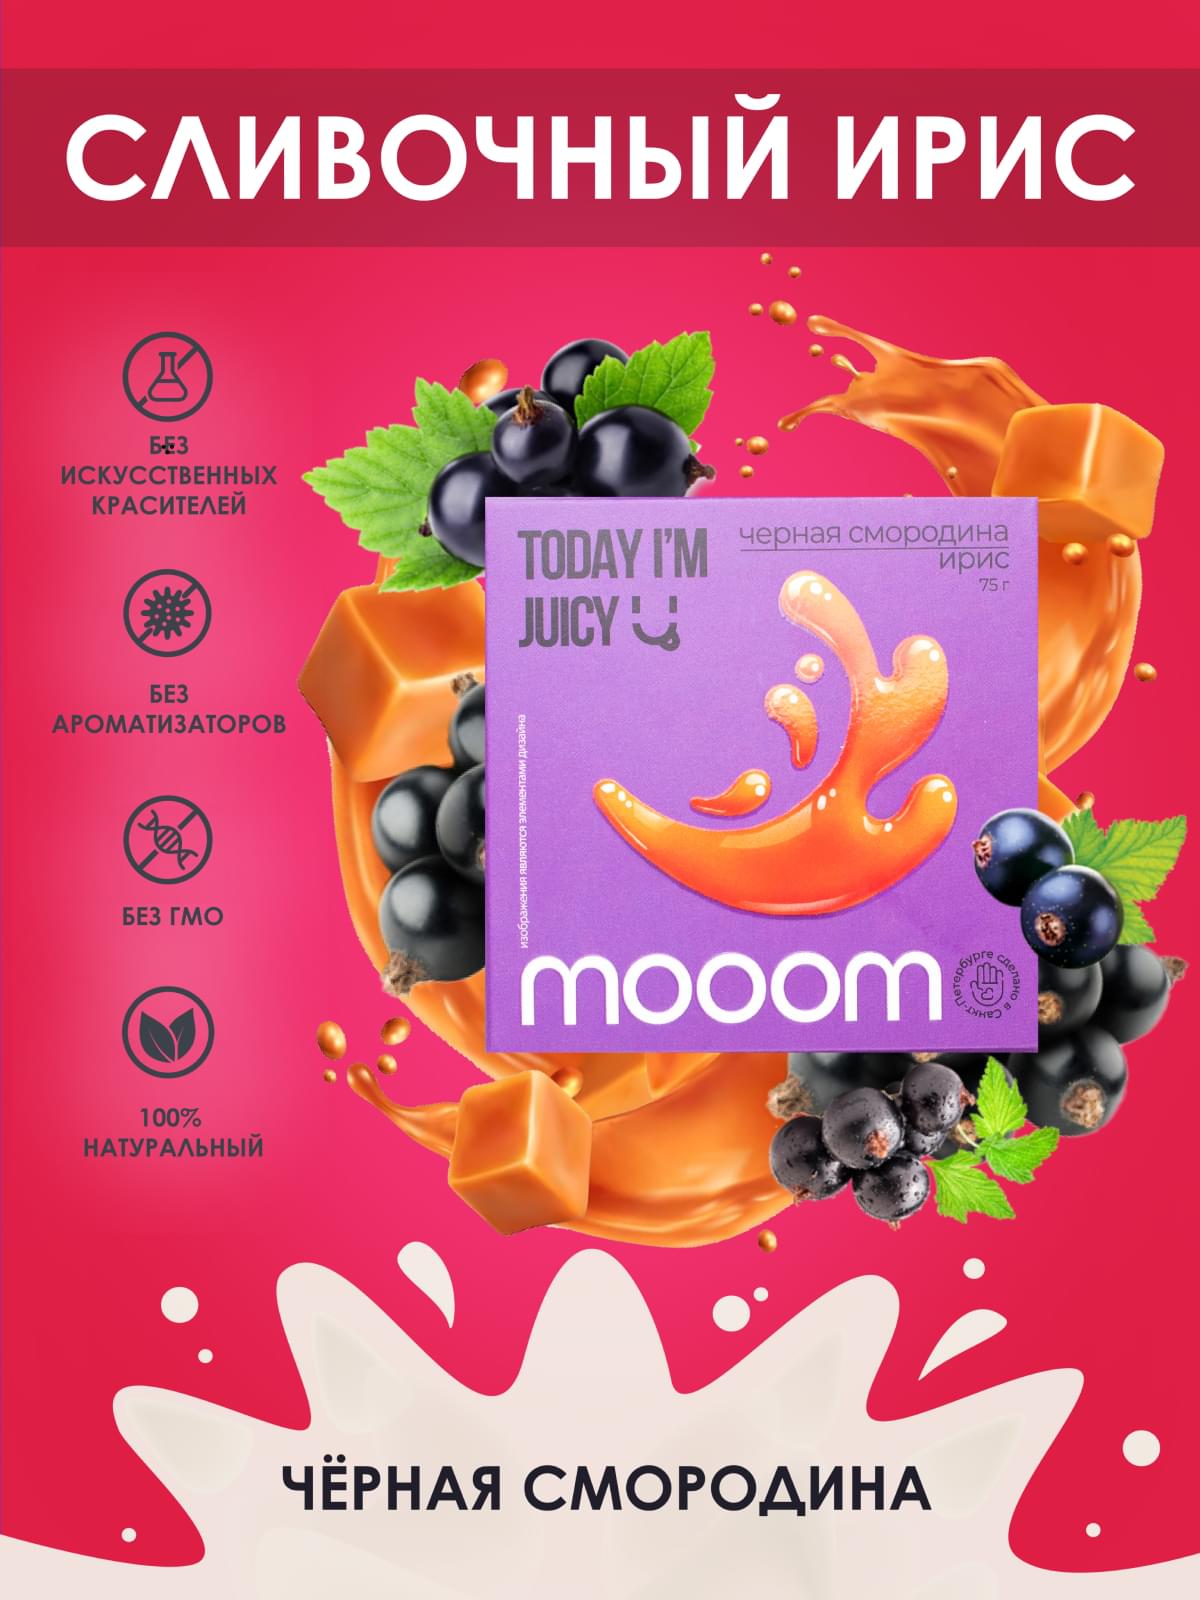 СЛИВОЧНЫЙ ИРИС
БЕЗ
ИСКУССТВЕННЫХ
КРАСИТЕЛЕЙ
БЕЗ
АРОМАТИЗАТОРОВ
БЕЗ ГМО
100%
НАТУРАЛЬНЫЙ
TODAY I'M
JUICY
черная смородина
ирис
75 г
изображения являются элементами дизайна
mooom
сделано в Санкт-Петербурге
ЧЁРНАЯ СМОРОДИНА